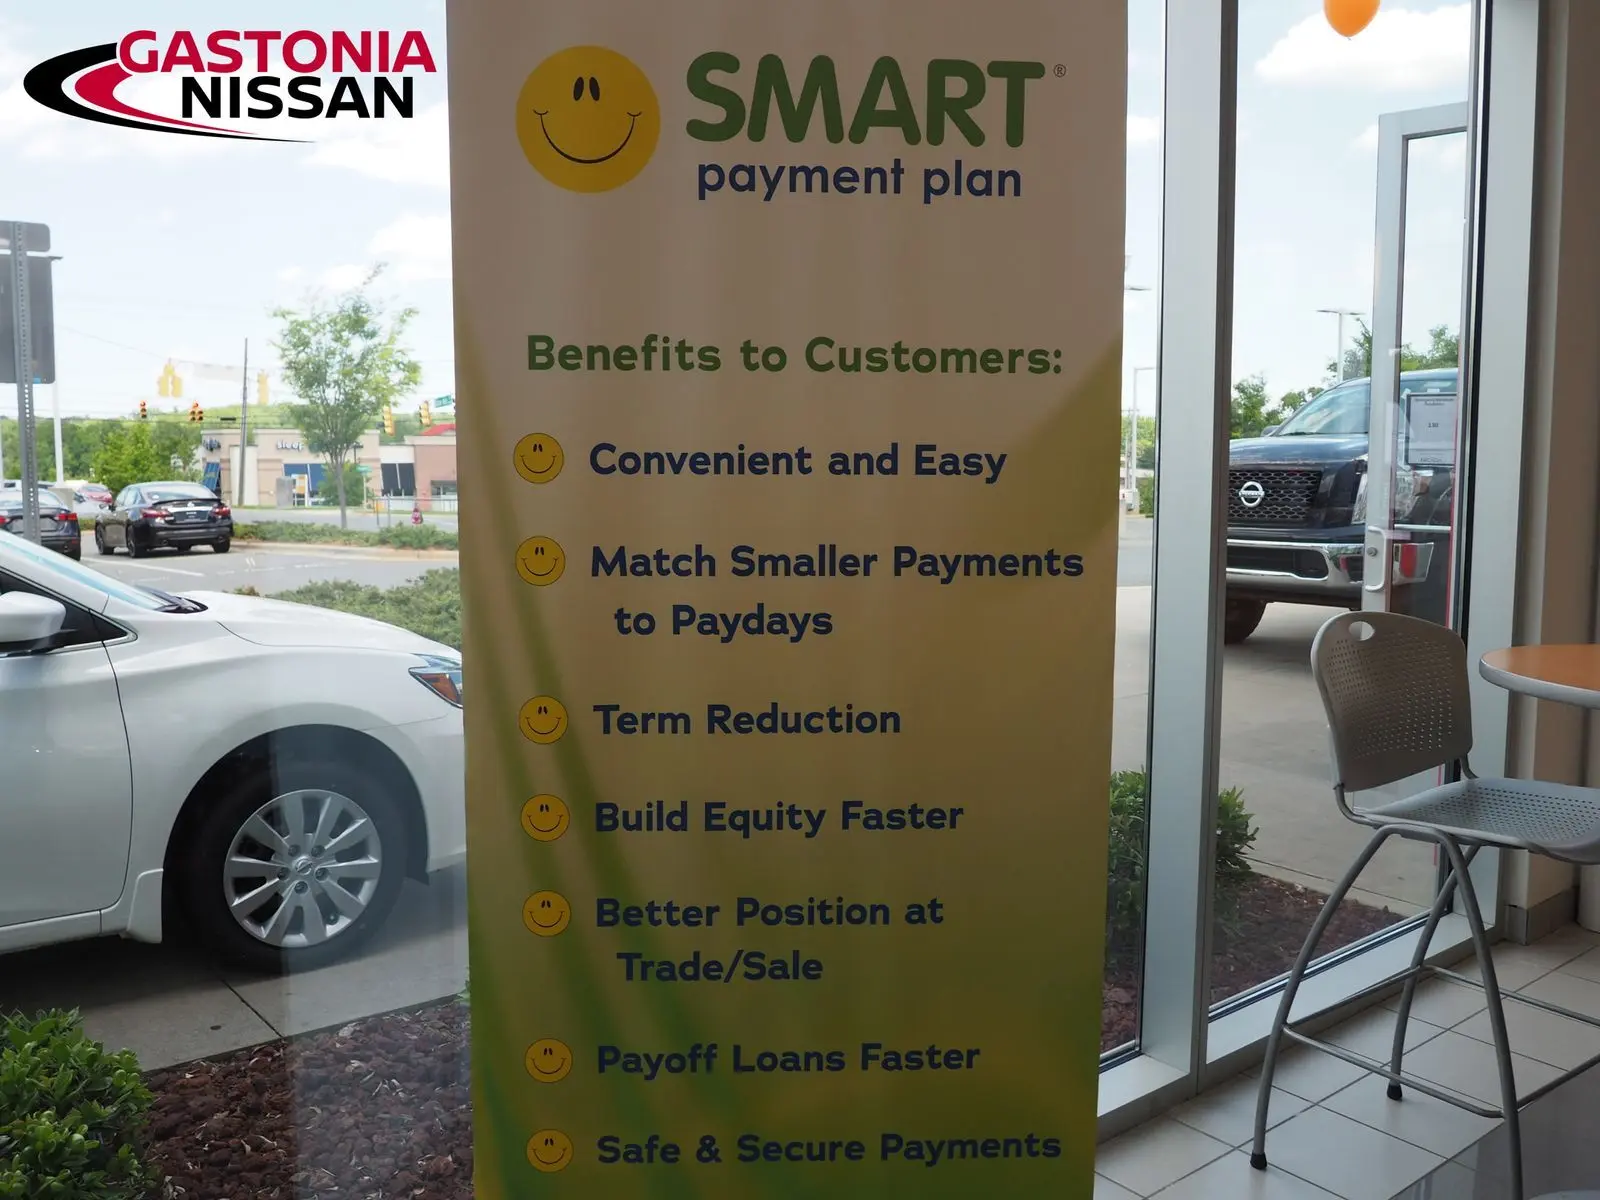 GASTONIA
NISSAN
SMART®
payment plan
Benefits to Customers:
Convenient and Easy
Match Smaller Payments
to Paydays
Term Reduction
Build Equity Faster
Better Position at
Trade/Sale
Payoff Loans Faster
Safe & Secure Payments
sleep